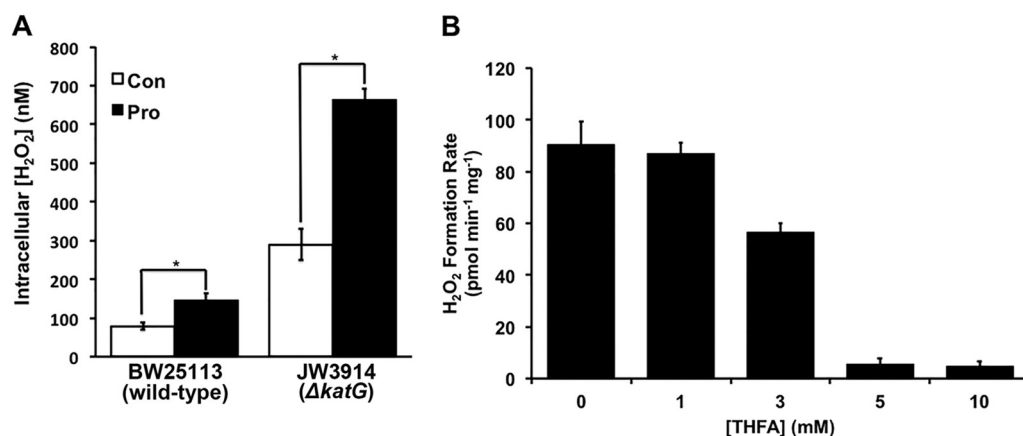 A
Intracellular [H₂O₂] (nM)
800
700
600
500
400
300
200
100
0
Con
Pro
*
*
BW25113
(wild-type)
JW3914
(ΔkatG)
B
H₂O₂ Formation Rate
(pmol min⁻¹ mg⁻¹)
120
100
80
60
40
20
0
0 1 3 5 10
[THFA] (mM)